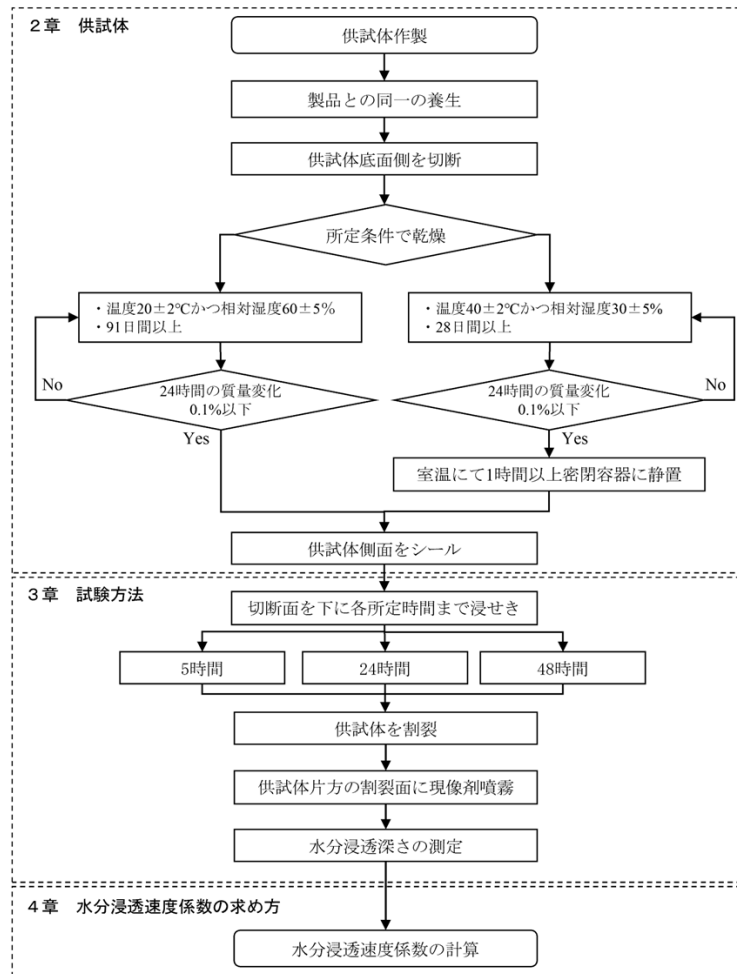 2章 供試体
供試体作製
製品との同一の養生
供試体底面側を切断
所定条件で乾燥
・温度20±2℃かつ相対湿度60±5%
・91日間以上
・温度40±2℃かつ相対湿度30±5%
・28日間以上
No
24時間の質量変化
0.1%以下
Yes
24時間の質量変化
0.1%以下
No
Yes
室温にて1時間以上密閉容器に静置
供試体側面をシール
3章 試験方法
切断面を下に各所定時間まで浸せき
5時間
24時間
48時間
供試体を割裂
供試体片方の割裂面に現像剤噴霧
水分浸透深さの測定
4章 水分浸透速度係数の求め方
水分浸透速度係数の計算